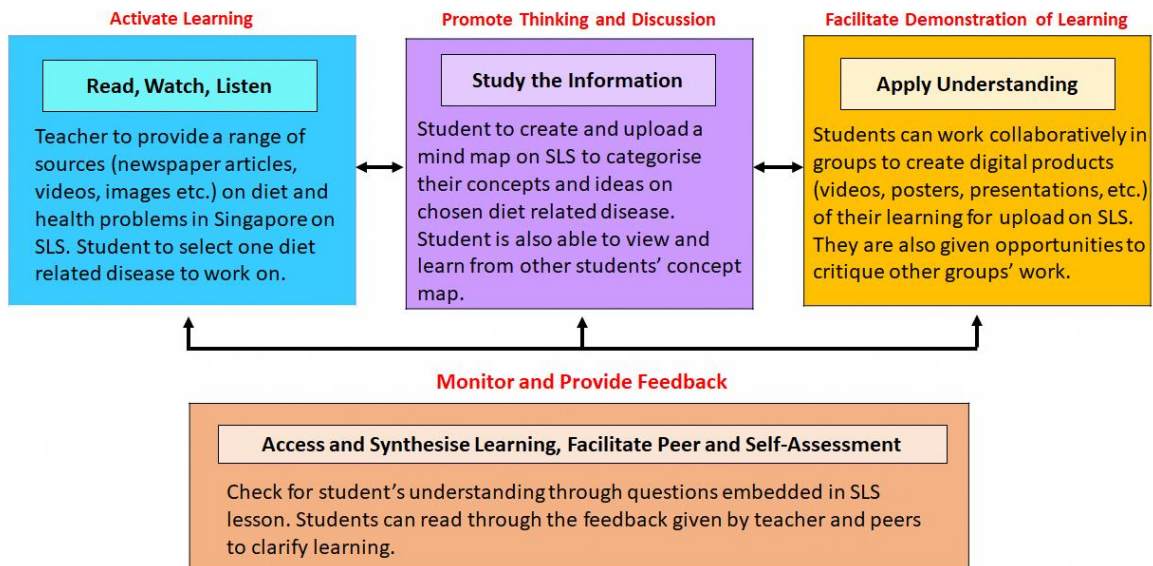 Activate Learning
Read, Watch, Listen
Teacher to provide a range of
sources (newspaper articles,
videos, images etc.) on diet and
health problems in Singapore on
SLS. Student to select one diet
related disease to work on.
Promote Thinking and Discussion
Study the Information
Student to create and upload a
mind map on SLS to categorise
their concepts and ideas on
chosen diet related disease.
Student is also able to view and
learn from other students' concept
map.
Facilitate Demonstration of Learning
Apply Understanding
Students can work collaboratively in
groups to create digital products
(videos, posters, presentations, etc.)
of their learning for upload on SLS.
They are also given opportunities to
critique other groups' work.
Monitor and Provide Feedback
Access and Synthesise Learning, Facilitate Peer and Self-Assessment
Check for student's understanding through questions embedded in SLS
lesson. Students can read through the feedback given by teacher and peers
to clarify learning.